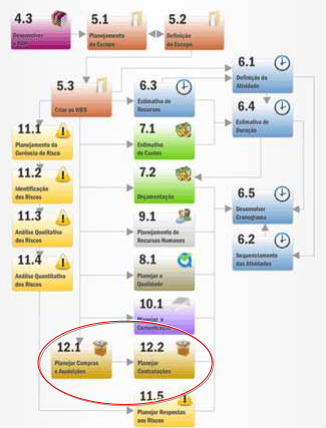 4.3
Desenvolver
5.1
Planejamento
do Escopo
5.2
Definição
do Escopo
5.3
Criar as WBS
6.3
Estimativa de
Recursos
6.1
Definição da
Atividade
6.4
Estimativa de
Duração
11.1
Planejamento da
Gerência de Risco
7.1
Estimativa
de Custos
11.2
Identificação
dos Riscos
7.2
Orçamentação
6.5
Desenvolver
Cronograma
11.3
Análise Qualitativa
dos Riscos
9.1
Planejamento de
Recursos Humanos
6.2
Sequenciamento
das Atividades
11.4
Análise Quantitativa
dos Riscos
8.1
Planejar a
Qualidade
10.1
Planejar a
Comunicação
12.1
Planejar Compras
e Aquisições
12.2
Planejar
Contratações
11.5
Planejar Respostas
aos Riscos